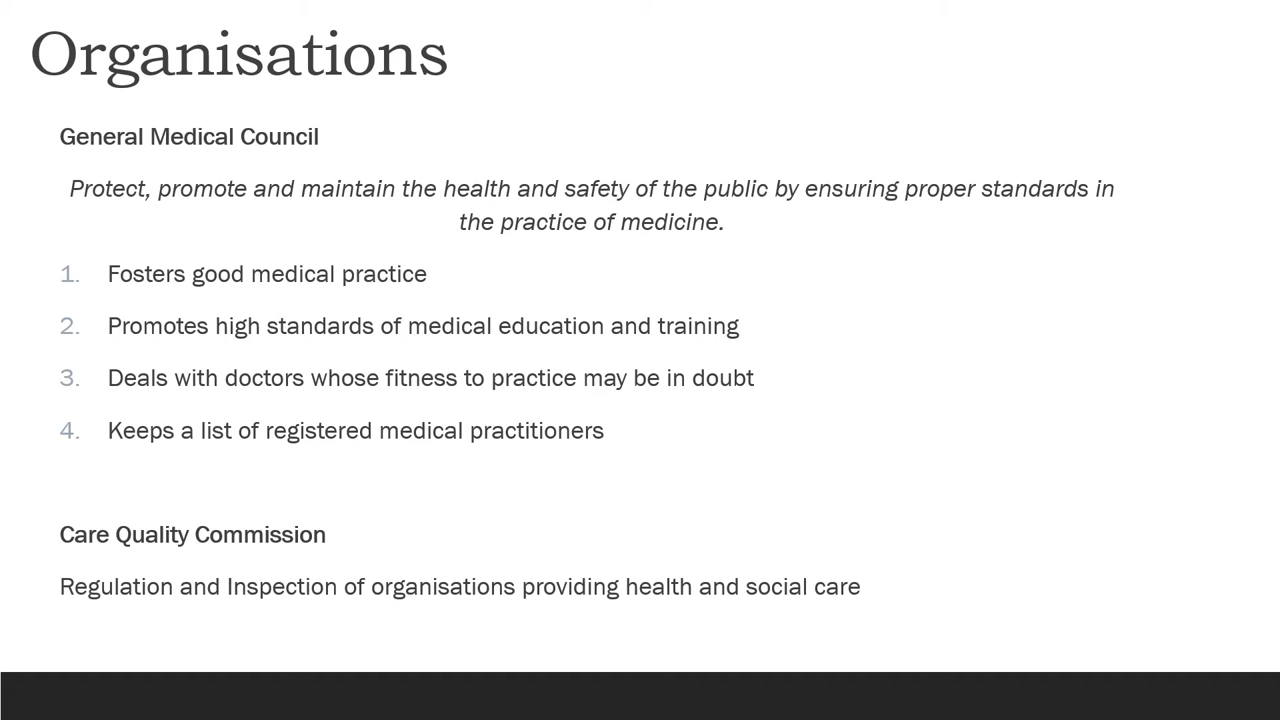 Organisations
General Medical Council
Protect, promote and maintain the health and safety of the public by ensuring proper standards in
the practice of medicine.
1. Fosters good medical practice
2. Promotes high standards of medical education and training
3. Deals with doctors whose fitness to practice may be in doubt
4. Keeps a list of registered medical practitioners
Care Quality Commission
Regulation and Inspection of organisations providing health and social care